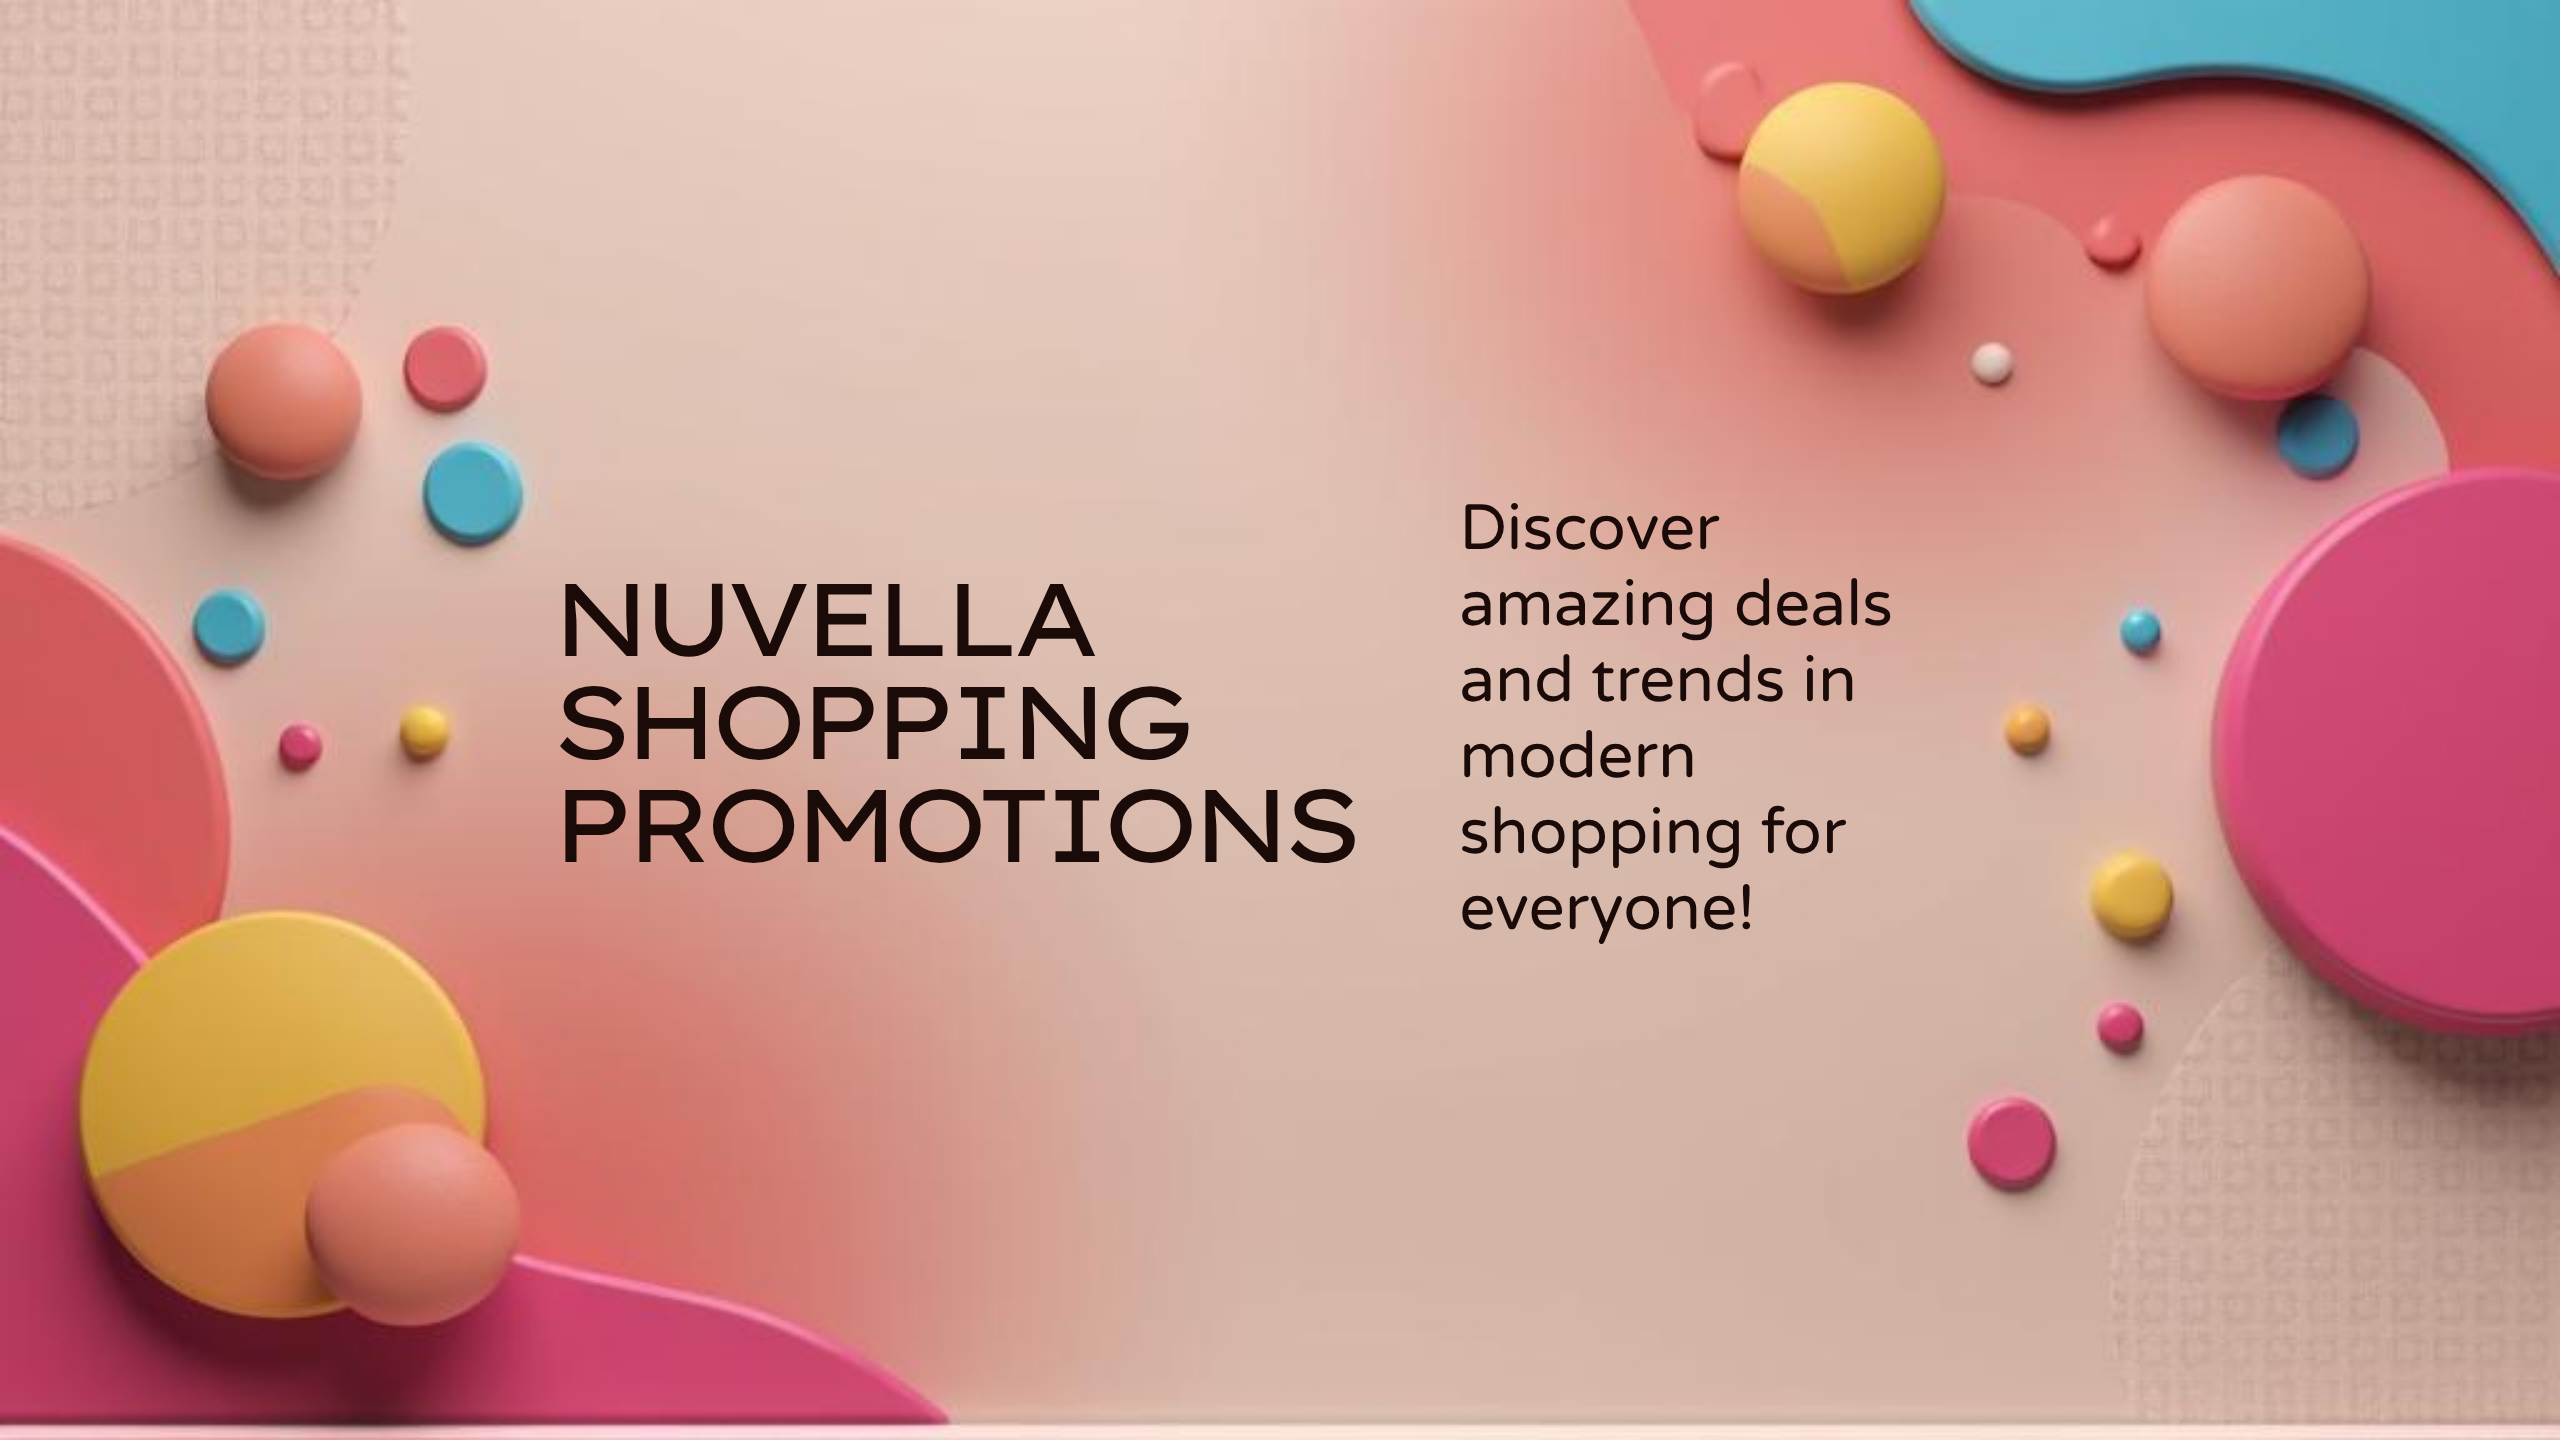 NUVELLA
SHOPPING
PROMOTIONS
Discover
amazing deals
and trends in
modern
shopping for
everyone!